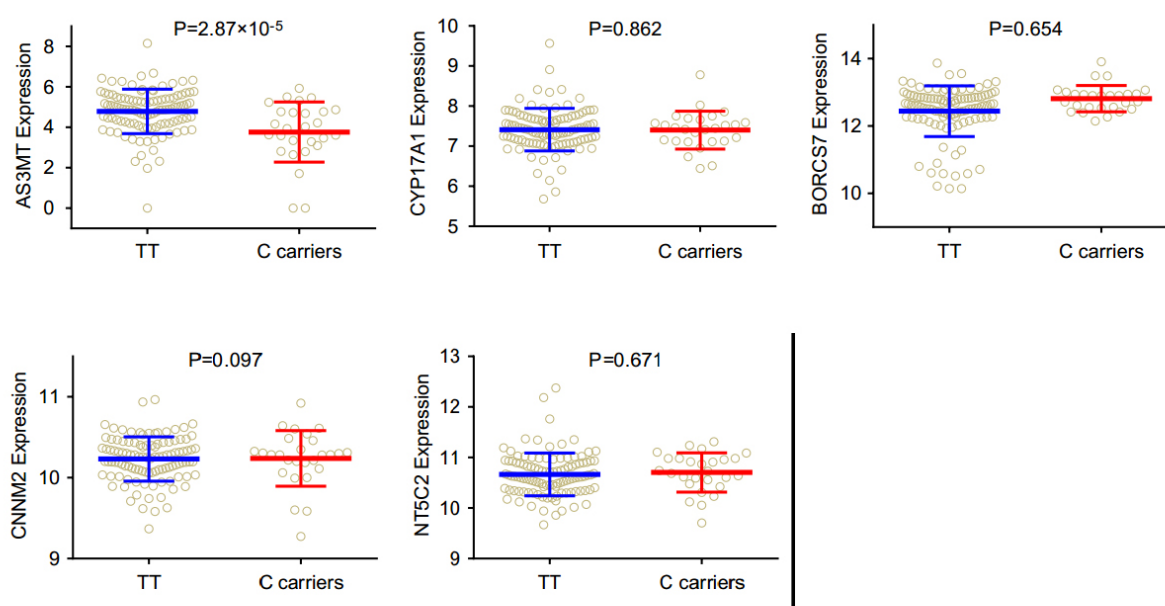 P=2.87×10⁻⁵
AS3MT Expression
8
6
4
2
0
TT
C carriers
P=0.862
CYP17A1 Expression
10
9
8
7
6
5
TT
C carriers
P=0.654
BORCS7 Expression
14
12
10
TT
C carriers
P=0.097
CNNM2 Expression
11
10
9
TT
C carriers
P=0.671
NT5C2 Expression
13
12
11
10
9
TT
C carriers